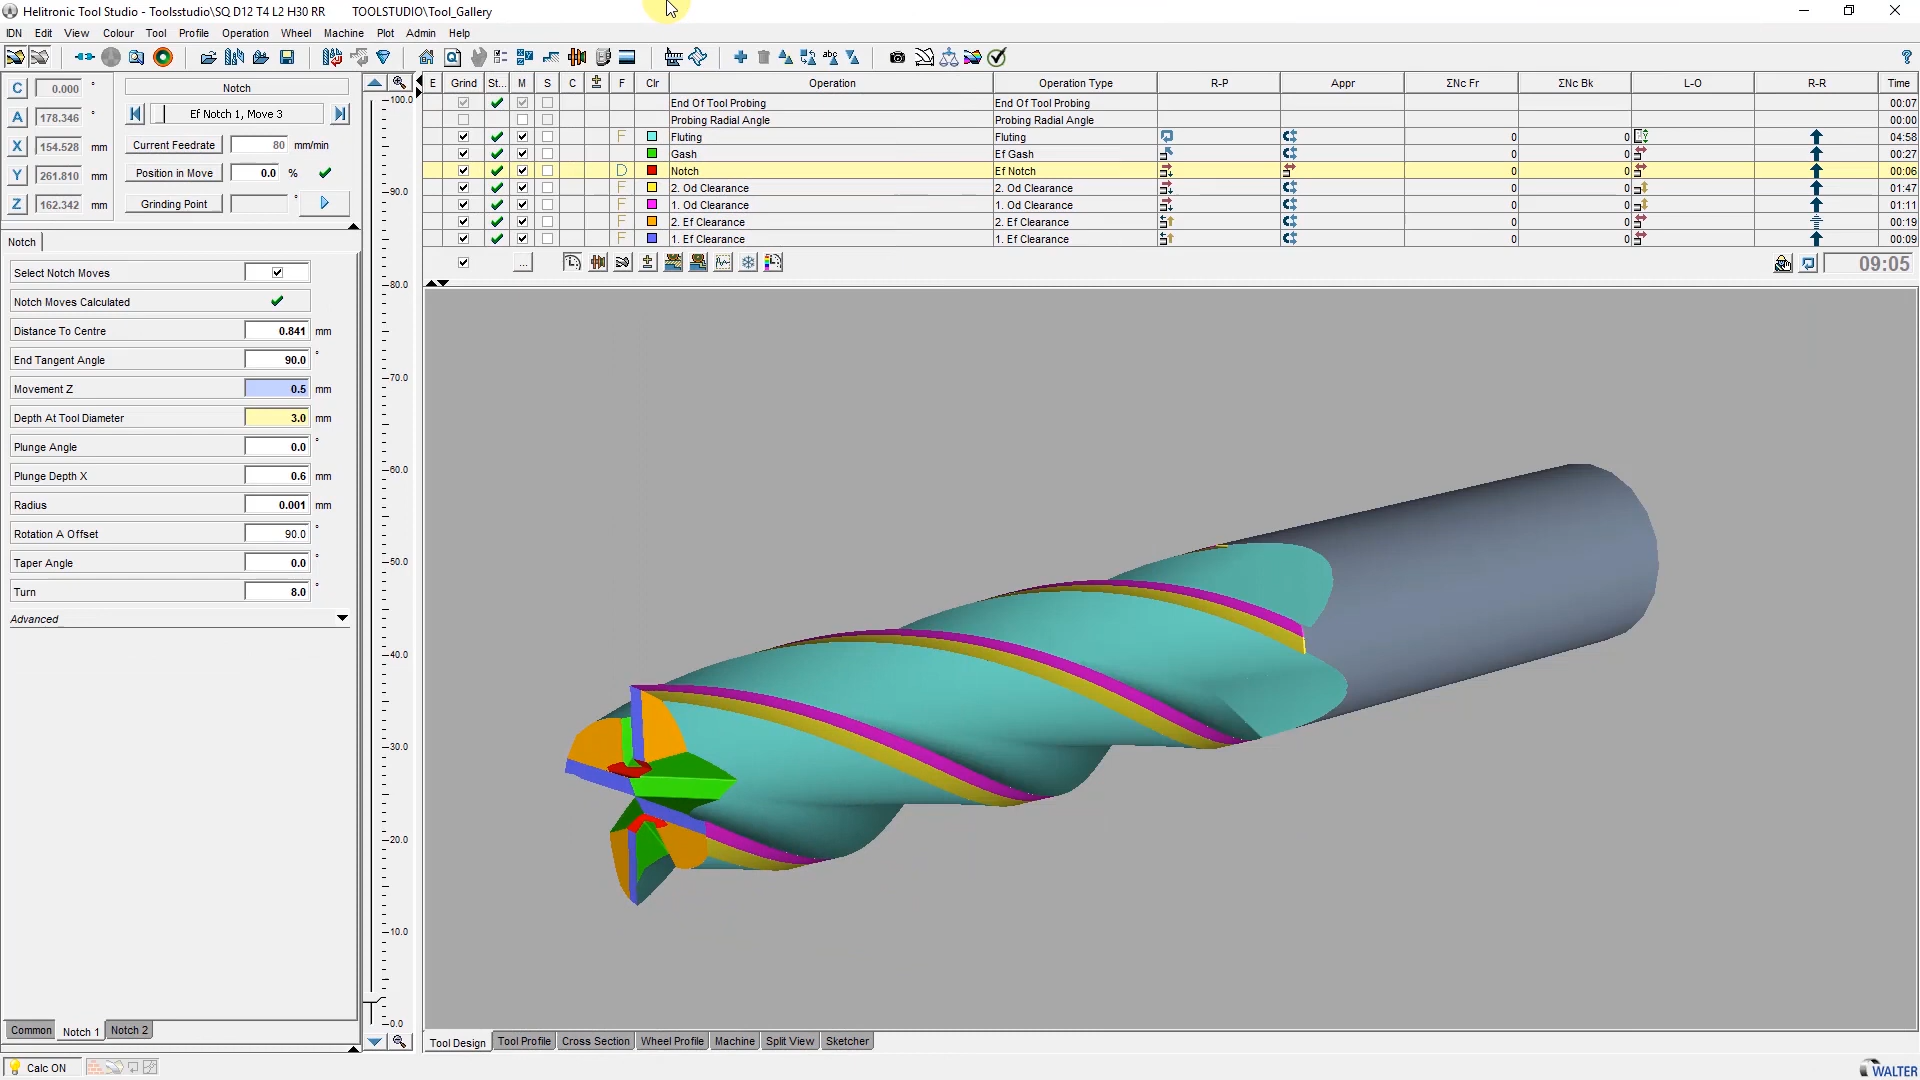 Helitronic Tool Studio - Toolsstudio\SQ D12 T4 L2 H30 RR TOOLSTUDIO\Tool_Gallery
IDN Edit View Colour Tool Profile Operation Wheel Machine Plot Admin Help
C 0.000 °
A 178.346 °
X 154.528 mm
Y 261.810 mm
Z 162.342 mm
Notch
Ef Notch 1, Move 3
Current Feedrate 80 mm/min
Position in Move 0.0 %
Grinding Point °
Notch
Select Notch Moves
Notch Moves Calculated
Distance To Centre 0.841 mm
End Tangent Angle 90.0 °
Movement Z 0.5 mm
Depth At Tool Diameter 3.0 mm
Plunge Angle 0.0 °
Plunge Depth X 0.6 mm
Radius 0.001 mm
Rotation A Offset 90.0 °
Taper Angle 0.0 °
Turn 8.0 °
Advanced
Common Notch 1 Notch 2
Calc ON
100.0
90.0
80.0
70.0
60.0
50.0
40.0
30.0
20.0
10.0
0.0
E Grind St... M S C ± F Clr Operation Operation Type R-P Appr ΣNc Fr ΣNc Bk L-O R-R Time
End Of Tool Probing End Of Tool Probing 00:07
Probing Radial Angle Probing Radial Angle 00:00
F Fluting Fluting 0 0 04:58
Gash Ef Gash 0 0 00:27
D Notch Ef Notch 0 0 00:06
F 2. Od Clearance 2. Od Clearance 0 0 01:47
F 1. Od Clearance 1. Od Clearance 0 0 01:11
F 2. Ef Clearance 2. Ef Clearance 0 0 00:19
F 1. Ef Clearance 1. Ef Clearance 0 0 00:09
... 09:05
Tool Design Tool Profile Cross Section Wheel Profile Machine Split View Sketcher
WALTER